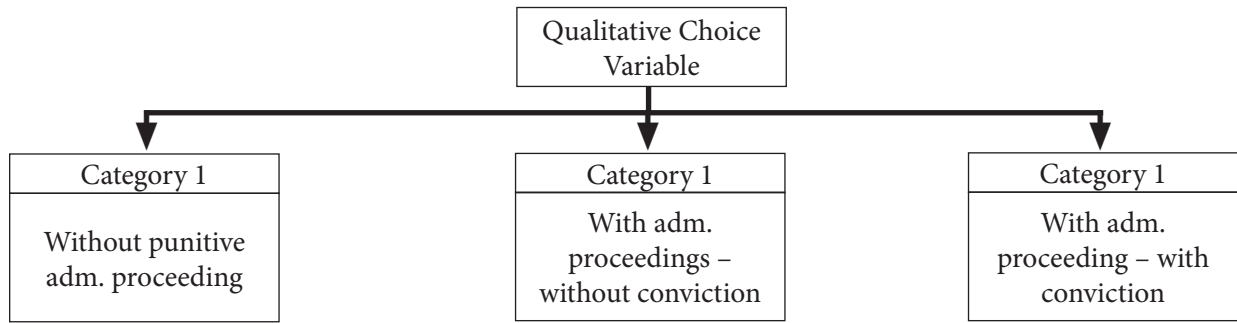 Qualitative Choice
Variable
Category 1
Without punitive
adm. proceeding
Category 1
With adm.
proceedings –
without conviction
Category 1
With adm.
proceeding – with
conviction